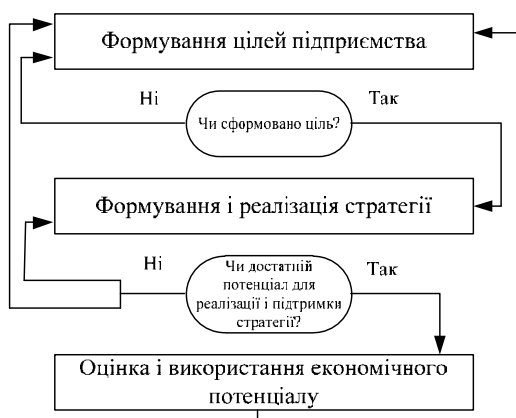 Формування цілей підприємства
Ні
Так
Чи сформовано ціль?
Формування і реалізація стратегії
Ні
Чи достатній
потенціал для
реалізації і підтримки
стратегії?
Так
Оцінка і використання економічного
потенціалу